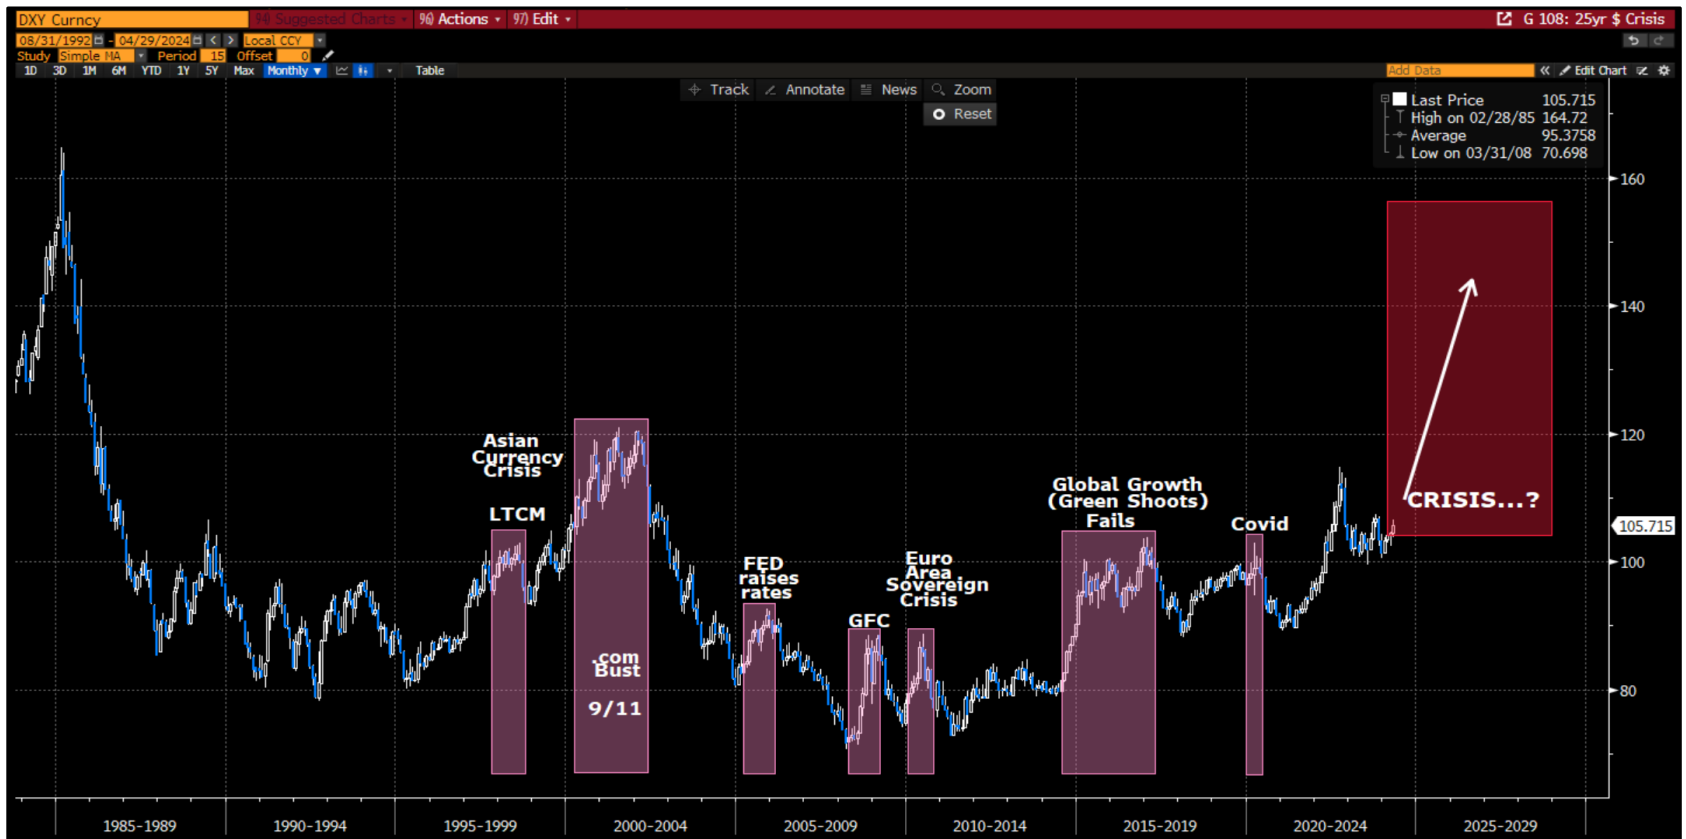 DXY Curncy
94) Suggested Charts
96) Actions
97) Edit
G 108: 25yr $ Crisis
08/31/1992 - 04/29/2024 < > Local CCY
Study Simple MA Period 15 Offset 0
1D 3D 1M 6M YTD 1Y 5Y Max Monthly ▼ Table
Add Data « Edit Chart
Track Annotate News Zoom
Reset
Last Price 105.715
High on 02/28/85 164.72
Average 95.3758
Low on 03/31/08 70.698
160
140
120
105.715
100
80
Asian
Currency
Crisis
LTCM
.com
Bust
9/11
FED
raises
rates
GFC
Euro
Area
Sovereign
Crisis
Global Growth
(Green Shoots)
Fails
Covid
CRISIS...?
1985-1989 1990-1994 1995-1999 2000-2004 2005-2009 2010-2014 2015-2019 2020-2024 2025-2029